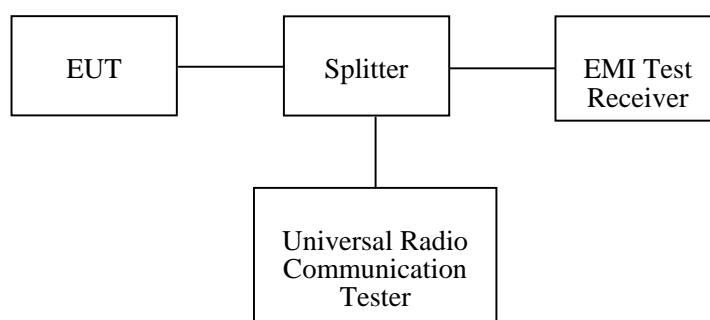 EUT
Splitter
EMI Test
Receiver
Universal Radio
Communication
Tester